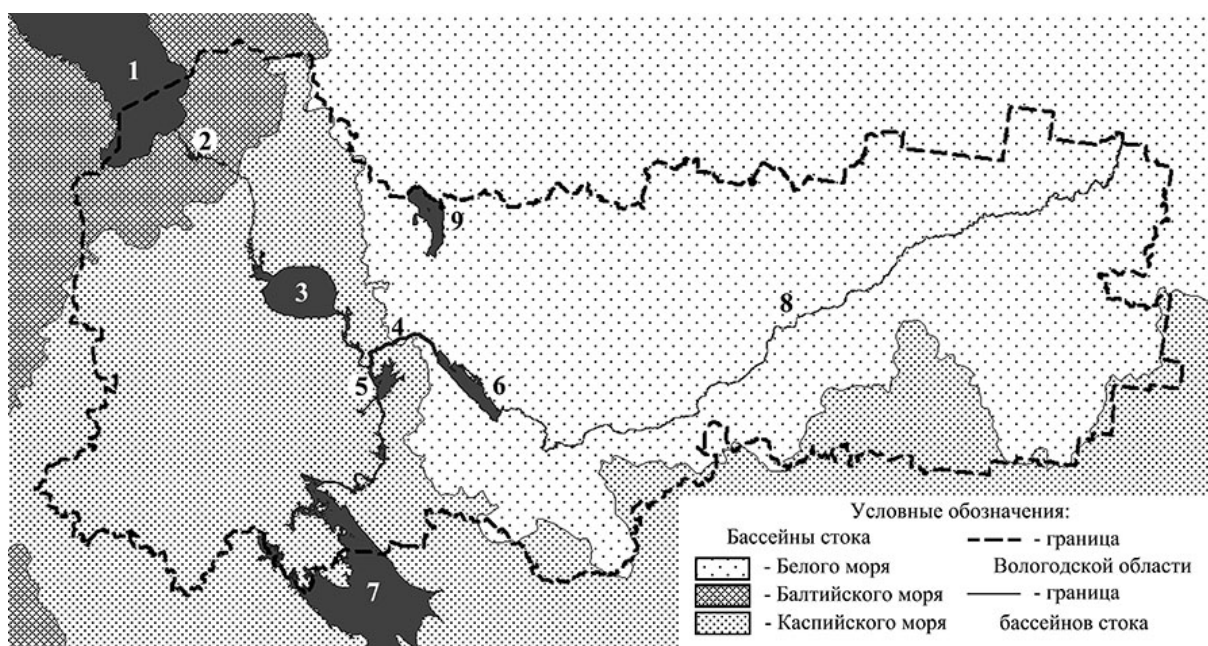 1
2
9
3
4
8
5
6
7
Условные обозначения:
Бассейны стока
- граница
- Белого моря
Вологодской области
- Балтийского моря
- граница
- Каспийского моря
бассейнов стока